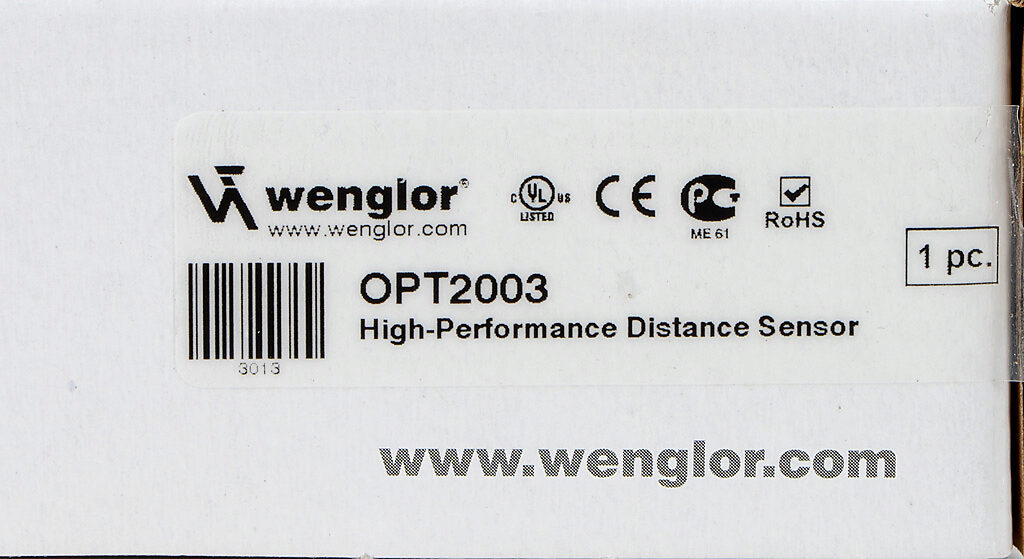 wenglor®
www.wenglor.com
C UL US
LISTED
CE
PG
ME 61
RoHS
1 pc.
OPT2003
High-Performance Distance Sensor
3013
www.wenglor.com